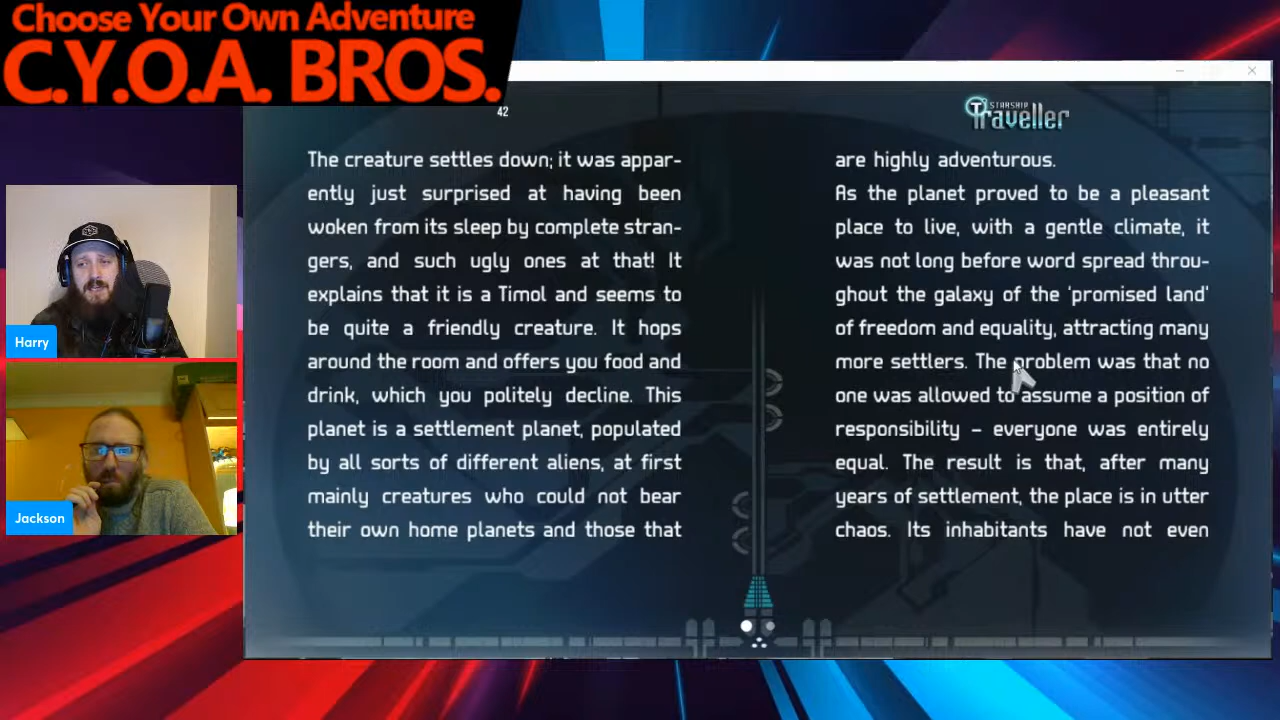 Choose Your Own Adventure
C.Y.O.A. BROS.
42
STARSHIP
Traveller
The creature settles down; it was appar-
ently just surprised at having been
woken from its sleep by complete stran-
gers, and such ugly ones at that! It
explains that it is a Timol and seems to
be quite a friendly creature. It hops
around the room and offers you food and
drink, which you politely decline. This
planet is a settlement planet, populated
by all sorts of different aliens, at first
mainly creatures who could not bear
their own home planets and those that
are highly adventurous.
As the planet proved to be a pleasant
place to live, with a gentle climate, it
was not long before word spread throu-
ghout the galaxy of the 'promised land'
of freedom and equality, attracting many
more settlers. The problem was that no
one was allowed to assume a position of
responsibility – everyone was entirely
equal. The result is that, after many
years of settlement, the place is in utter
chaos. Its inhabitants have not even
Harry
Jackson